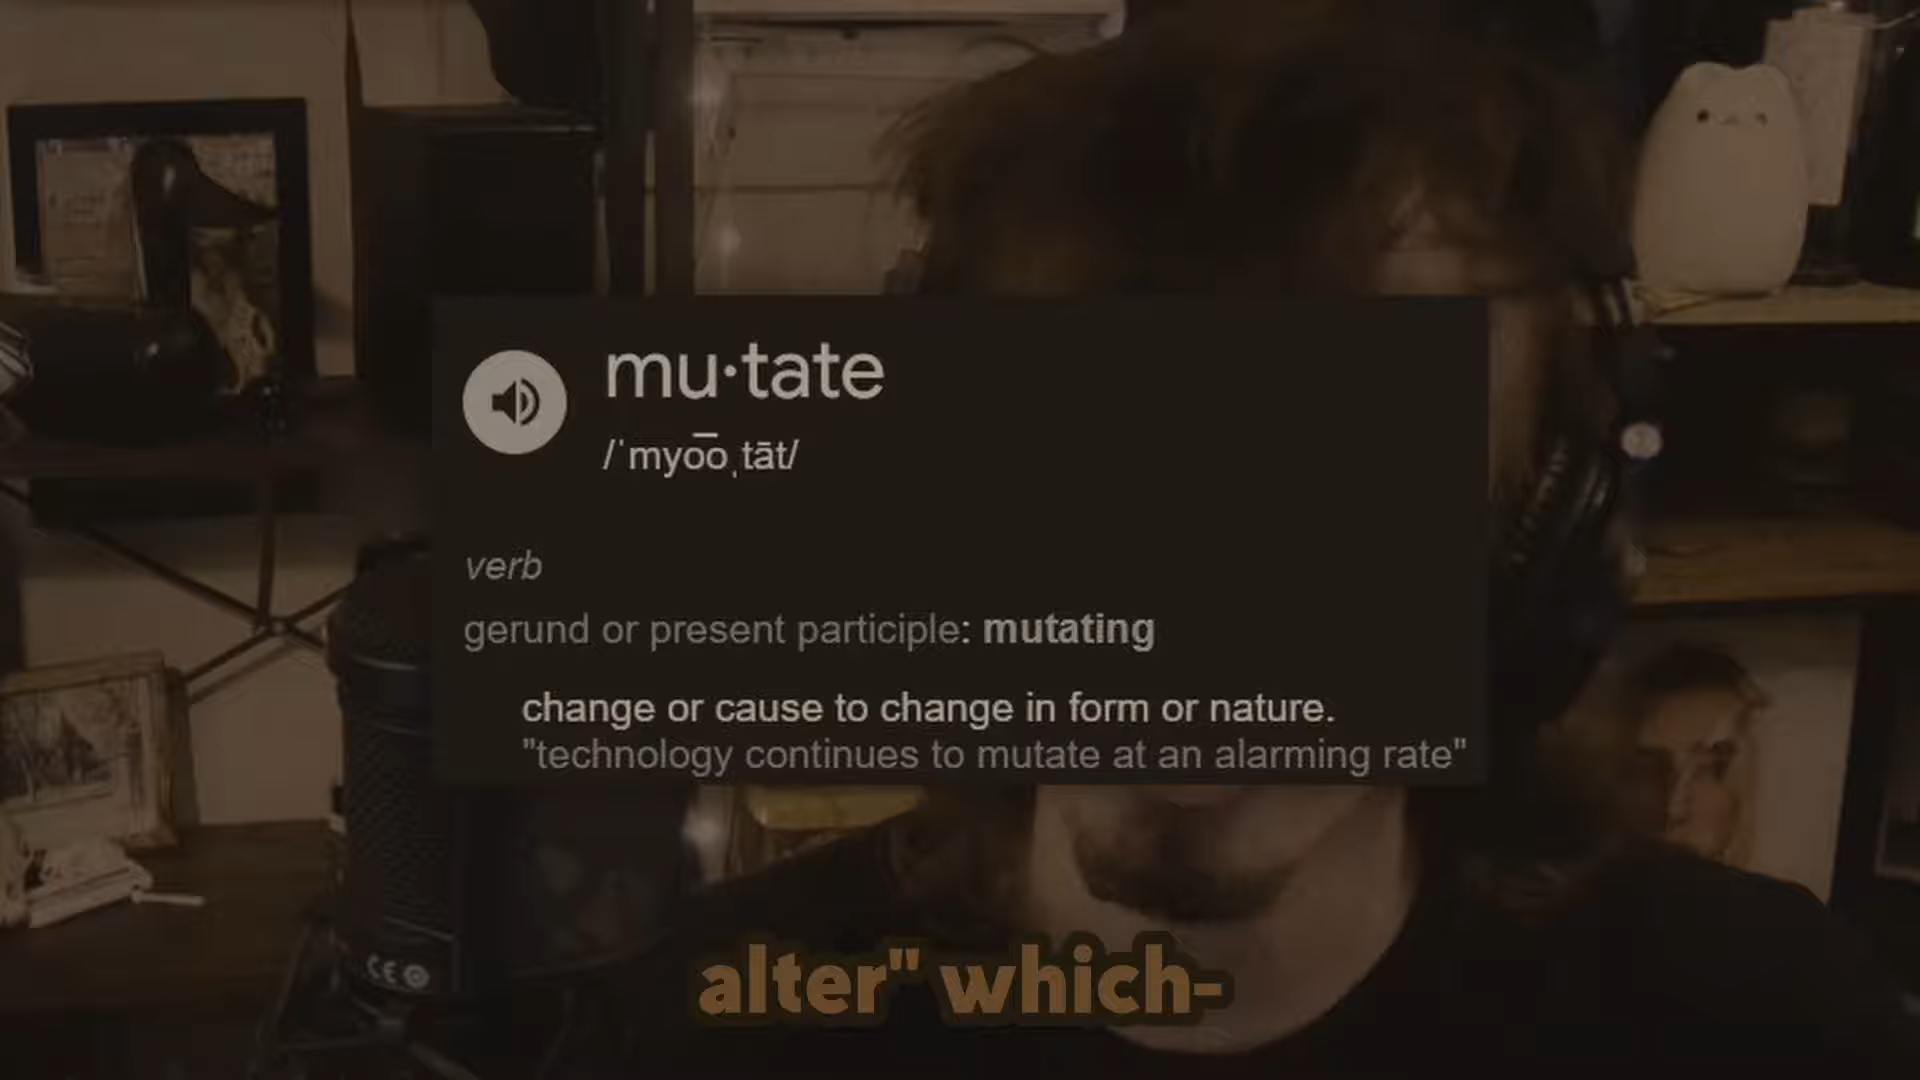 mu·tate
/ˈmyo͞oˌtāt/
verb
gerund or present participle: mutating
change or cause to change in form or nature.
"technology continues to mutate at an alarming rate"
CE
alter" which-